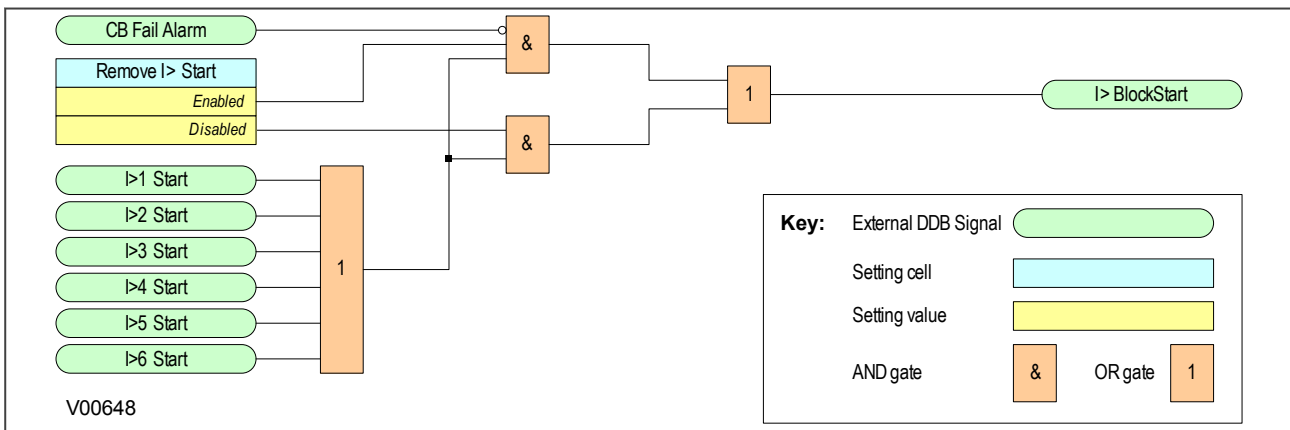 CB Fail Alarm
&
Remove I> Start
1
I> BlockStart
Enabled
Disabled
&
I>1 Start
I>2 Start
I>3 Start
1
I>4 Start
I>5 Start
I>6 Start
V00648
Key: External DDB Signal
Setting cell
Setting value
AND gate & OR gate 1